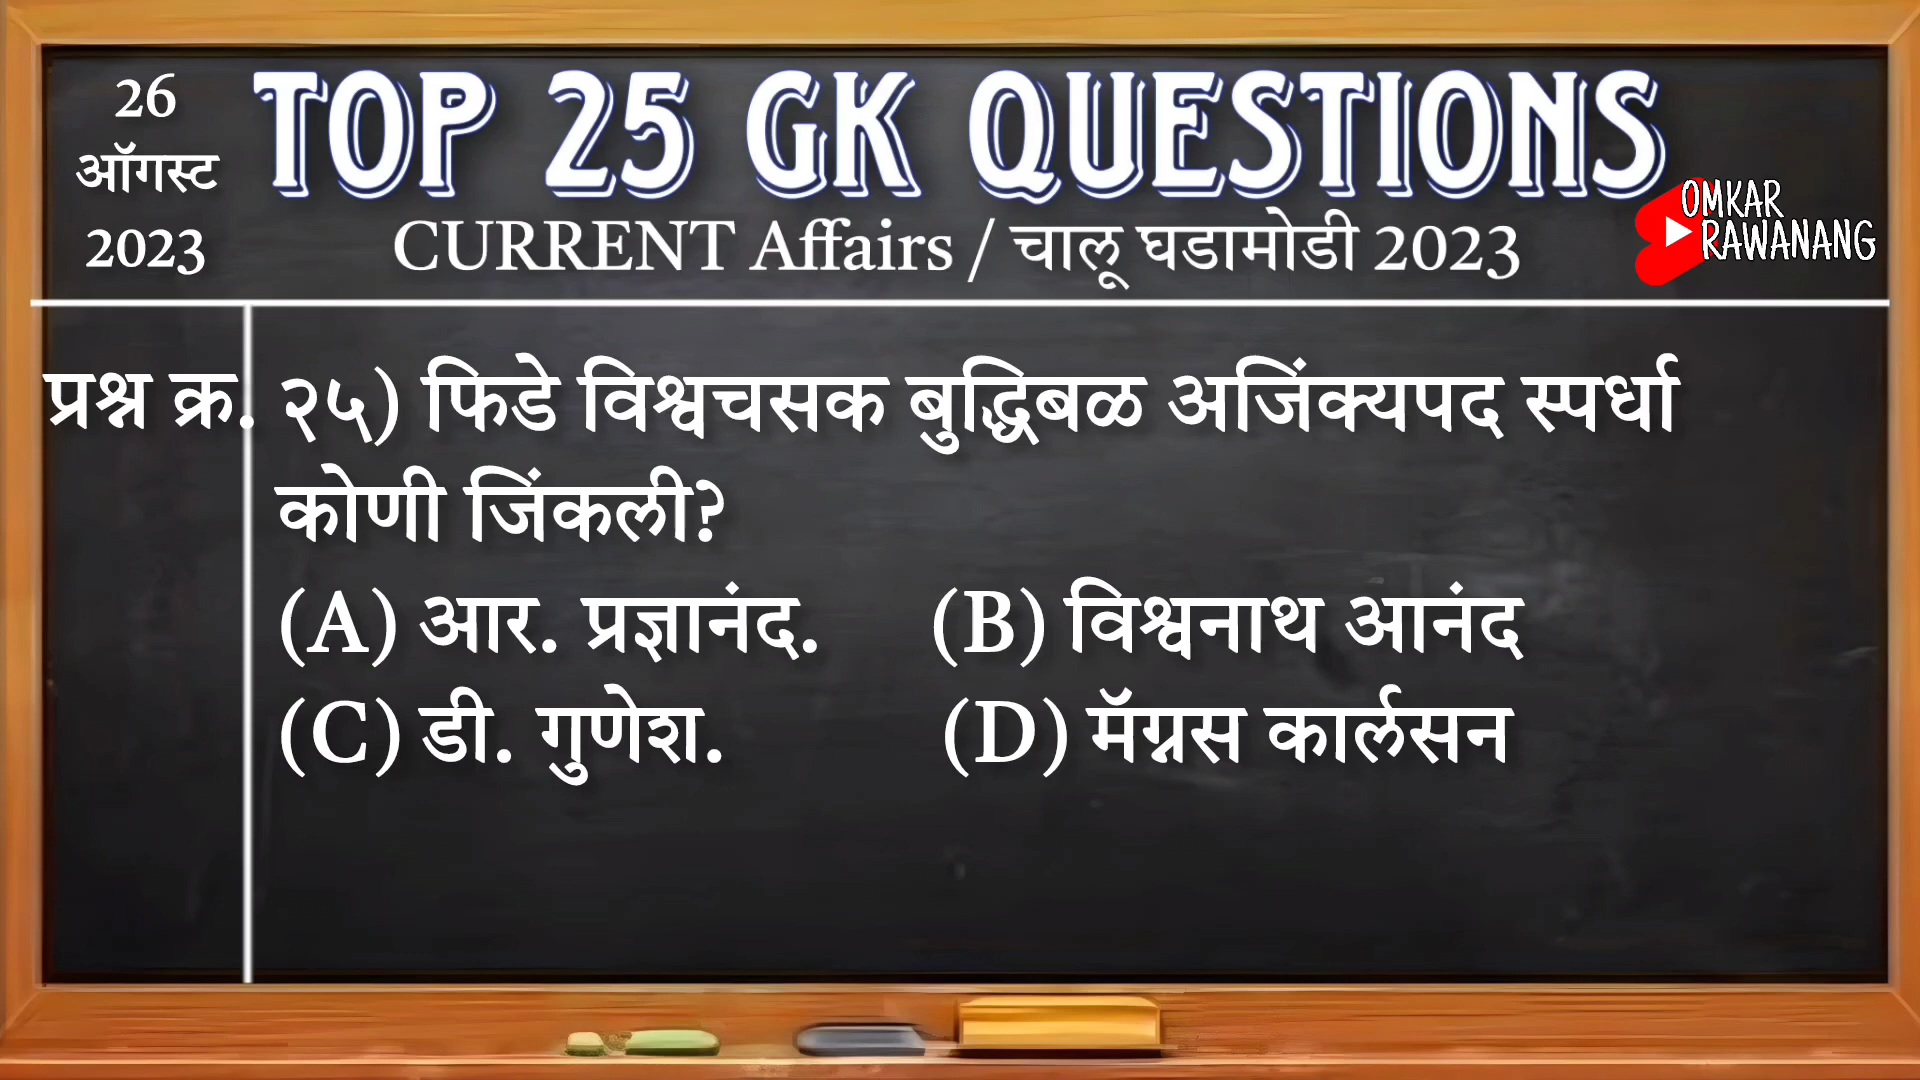 26
ऑगस्ट
2023
TOP 25 GK QUESTIONS
CURRENT Affairs / चालू घडामोडी 2023
OMKAR
RAWANANG
प्रश्न क्र. २५) फिडे विश्वचसक बुद्धिबळ अजिंक्यपद स्पर्धा
कोणी जिंकली?
(A) आर. प्रज्ञानंद. (B) विश्वनाथ आनंद
(C) डी. गुणेश. (D) मॅग्नस कार्लसन